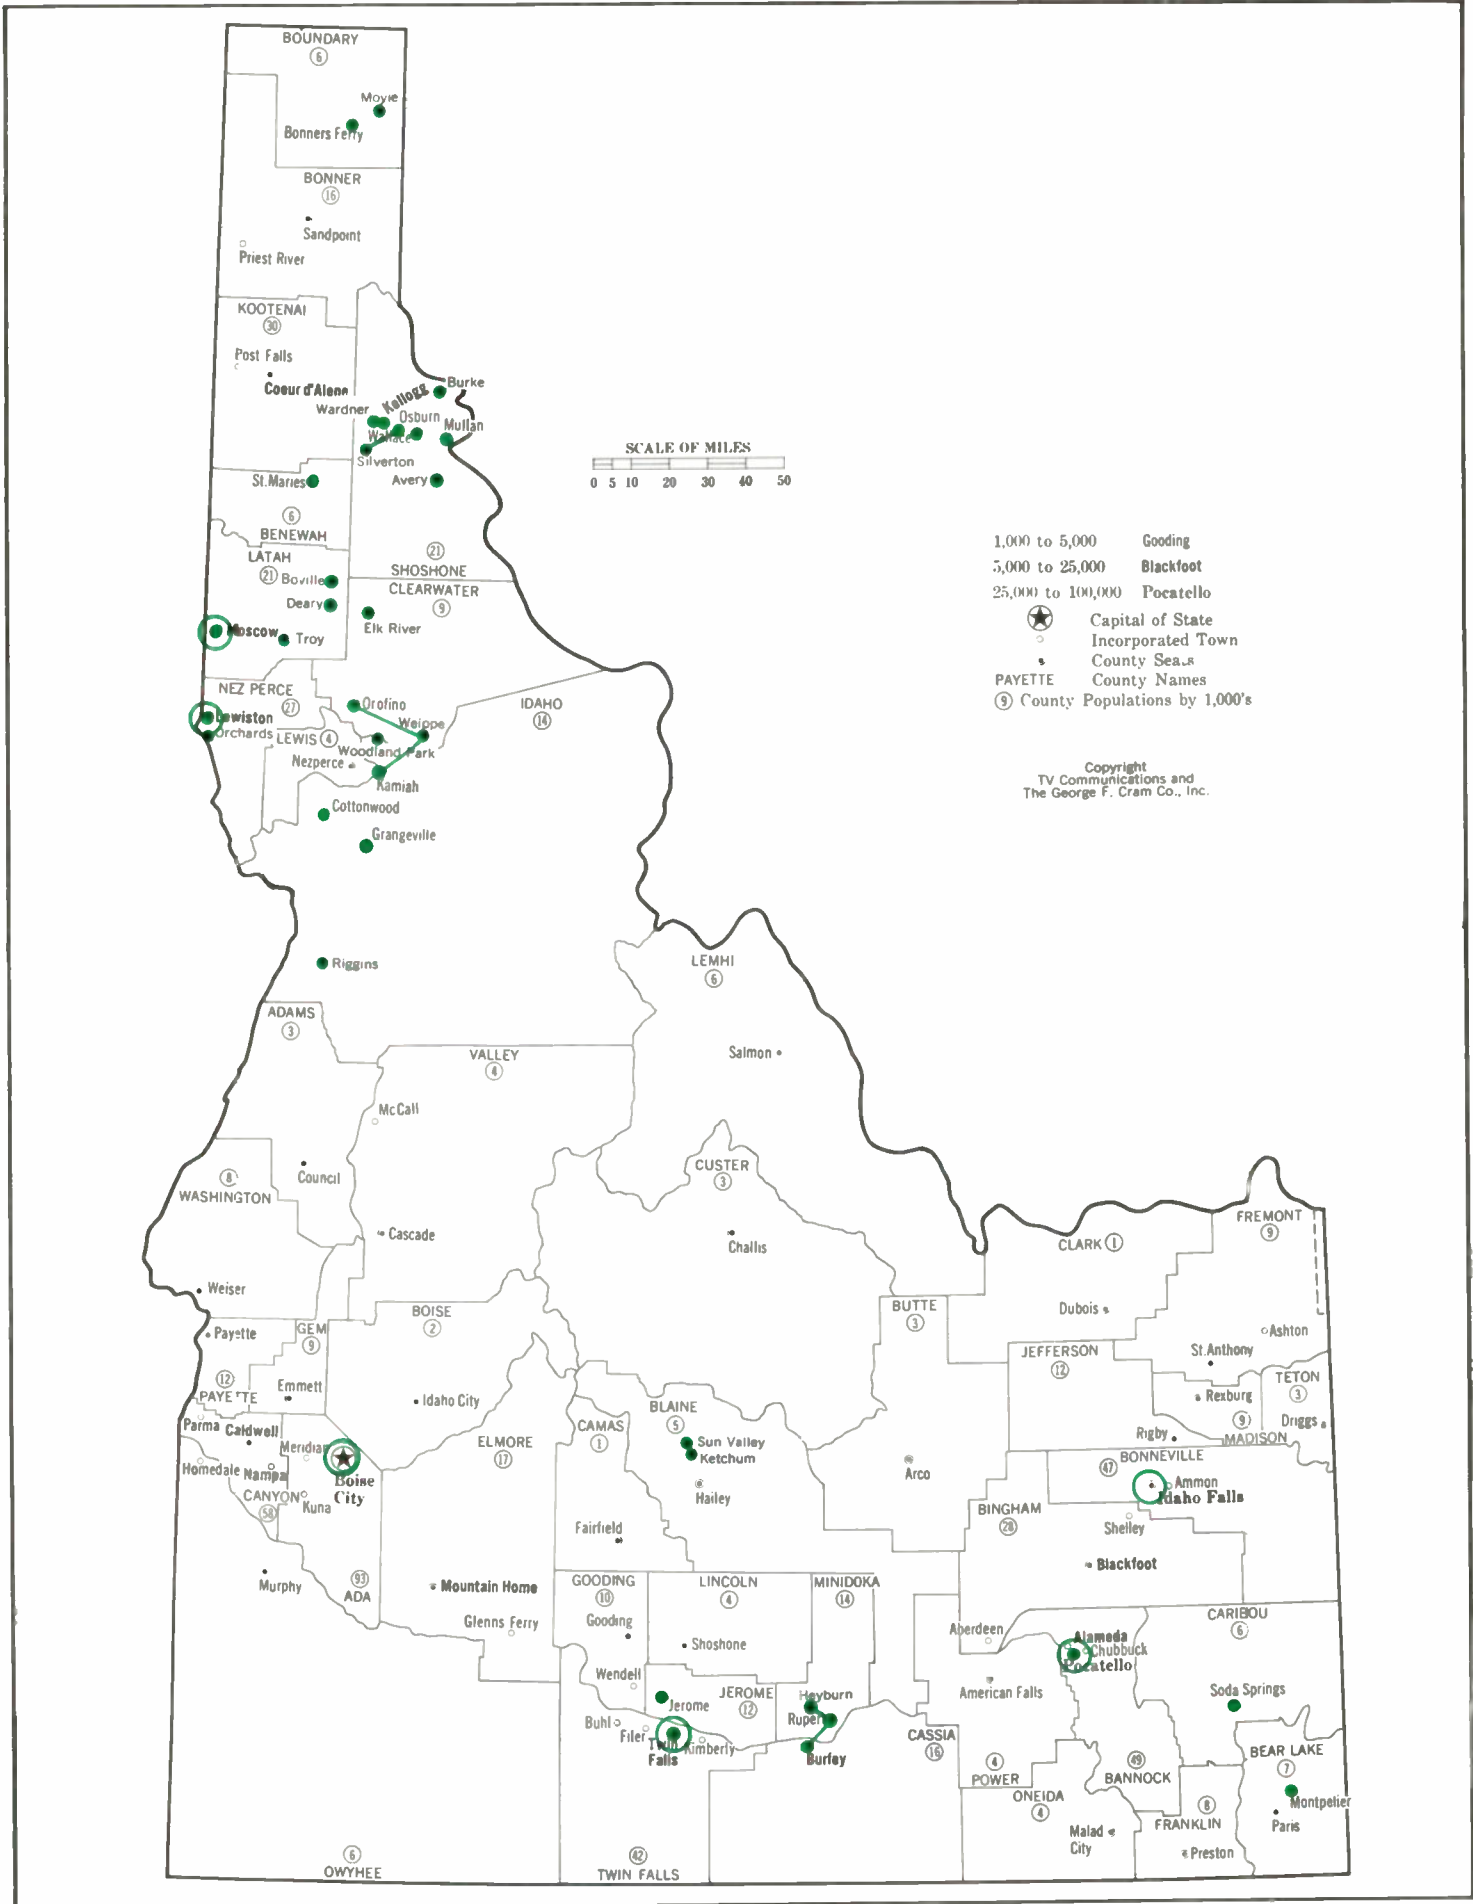 BOUNDARY
6
Moyie
Bonners Ferry
BONNER
16
Sandpoint
Priest River
KOOTENAI
30
Post Falls
Coeur d'Alene
Burke
Kellogg
Wardner
Osburn
Mullan
Wallace
Silverton
Avery
St.Maries
6
BENEWAH
LATAH
21
Boville
Deary
21
SHOSHONE
CLEARWATER
9
Elk River
Moscow
Troy
SCALE OF MILES
0 5 10 20 30 40 50
1,000 to 5,000 Gooding
5,000 to 25,000 Blackfoot
25,000 to 100,000 Pocatello
Capital of State
Incorporated Town
County Seats
PAYETTE County Names
9 County Populations by 1,000's
Copyright
TV Communications and
The George F. Cram Co., Inc.
NEZ PERCE
27
Lewiston
Orchards
LEWIS 4
Orofino
Weippe
Woodland Park
Nezperce
Kamiah
IDAHO
14
Cottonwood
Grangeville
Riggins
LEMHI
6
Salmon
ADAMS
3
VALLEY
4
McCall
Council
8
WASHINGTON
Cascade
CUSTER
3
Challis
Weiser
Payette
GEM
9
12
PAYETTE
Emmett
BOISE
2
Idaho City
CLARK 1
FREMONT
9
Dubois
Ashton
St.Anthony
BUTTE
3
JEFFERSON
12
TETON
3
Rexburg
9
Driggs
Rigby
MADISON
Parma
Caldwell
Meridian
Homedale
Nampa
Boise
City
CANYON
58
Kuna
ELMORE
17
CAMAS
1
BLAINE
5
Sun Valley
Ketchum
Hailey
Arco
BONNEVILLE
47
Ammon
Idaho Falls
BINGHAM
28
Shelley
Blackfoot
Fairfield
Murphy
93
ADA
Mountain Home
Glenns Ferry
GOODING
10
Gooding
LINCOLN
4
Shoshone
MINIDOKA
14
Wendell
Jerome
JEROME
12
Heyburn
Rupert
Burley
Buhl
Filer
Twin
Falls
Kimberly
Aberdeen
Alameda
Chubbuck
Pocatello
American Falls
CARIBOU
6
Soda Springs
CASSIA
16
4
POWER
49
BANNOCK
ONEIDA
4
Malad
City
BEAR LAKE
7
Montpelier
Paris
8
FRANKLIN
Preston
6
OWYHEE
42
TWIN FALLS